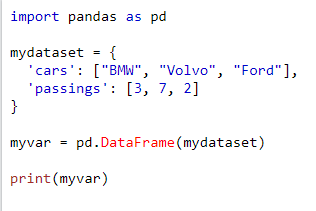 import pandas as pd

mydataset = {
  'cars': ["BMW", "Volvo", "Ford"],
  'passings': [3, 7, 2]
}

myvar = pd.DataFrame(mydataset)

print(myvar)